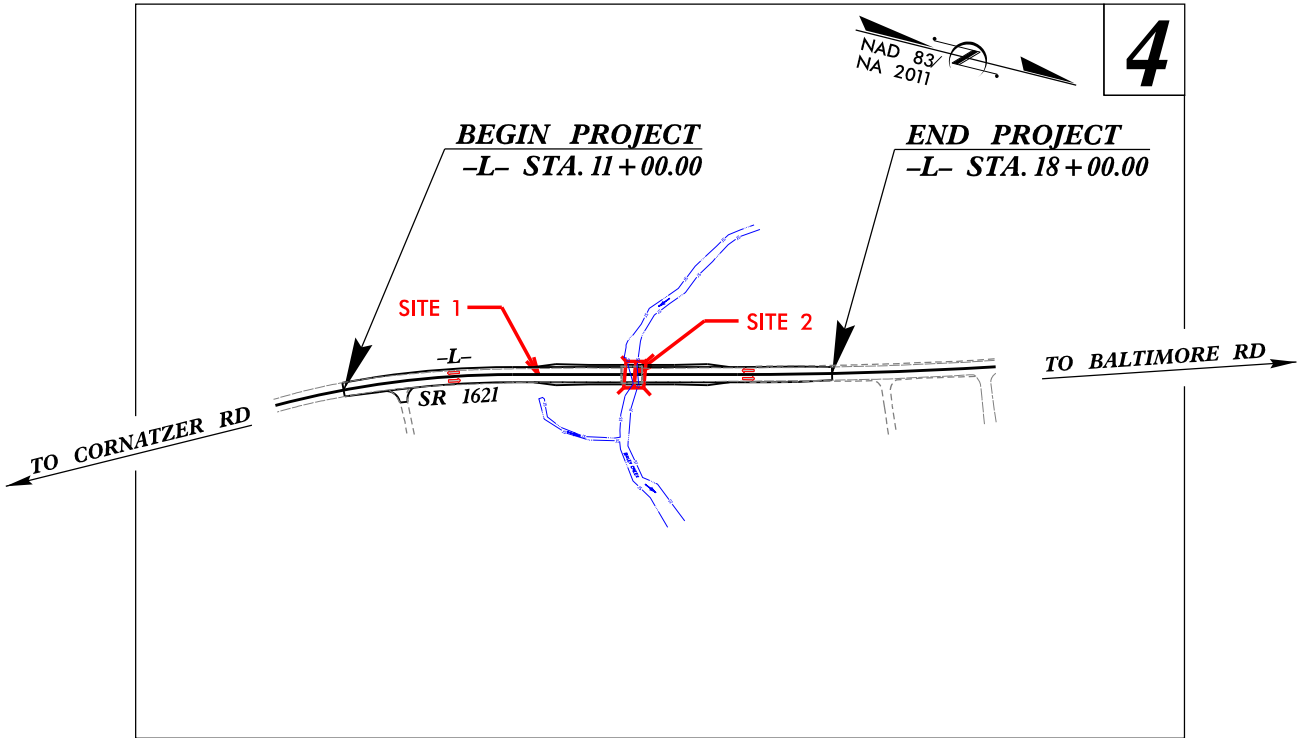 4
NAD 83/
NA 2011
BEGIN PROJECT
-L- STA. 11+00.00
END PROJECT
-L- STA. 18+00.00
SITE 1
SITE 2
-L-
SR 1621
TO BALTIMORE RD
TO CORNATZER RD